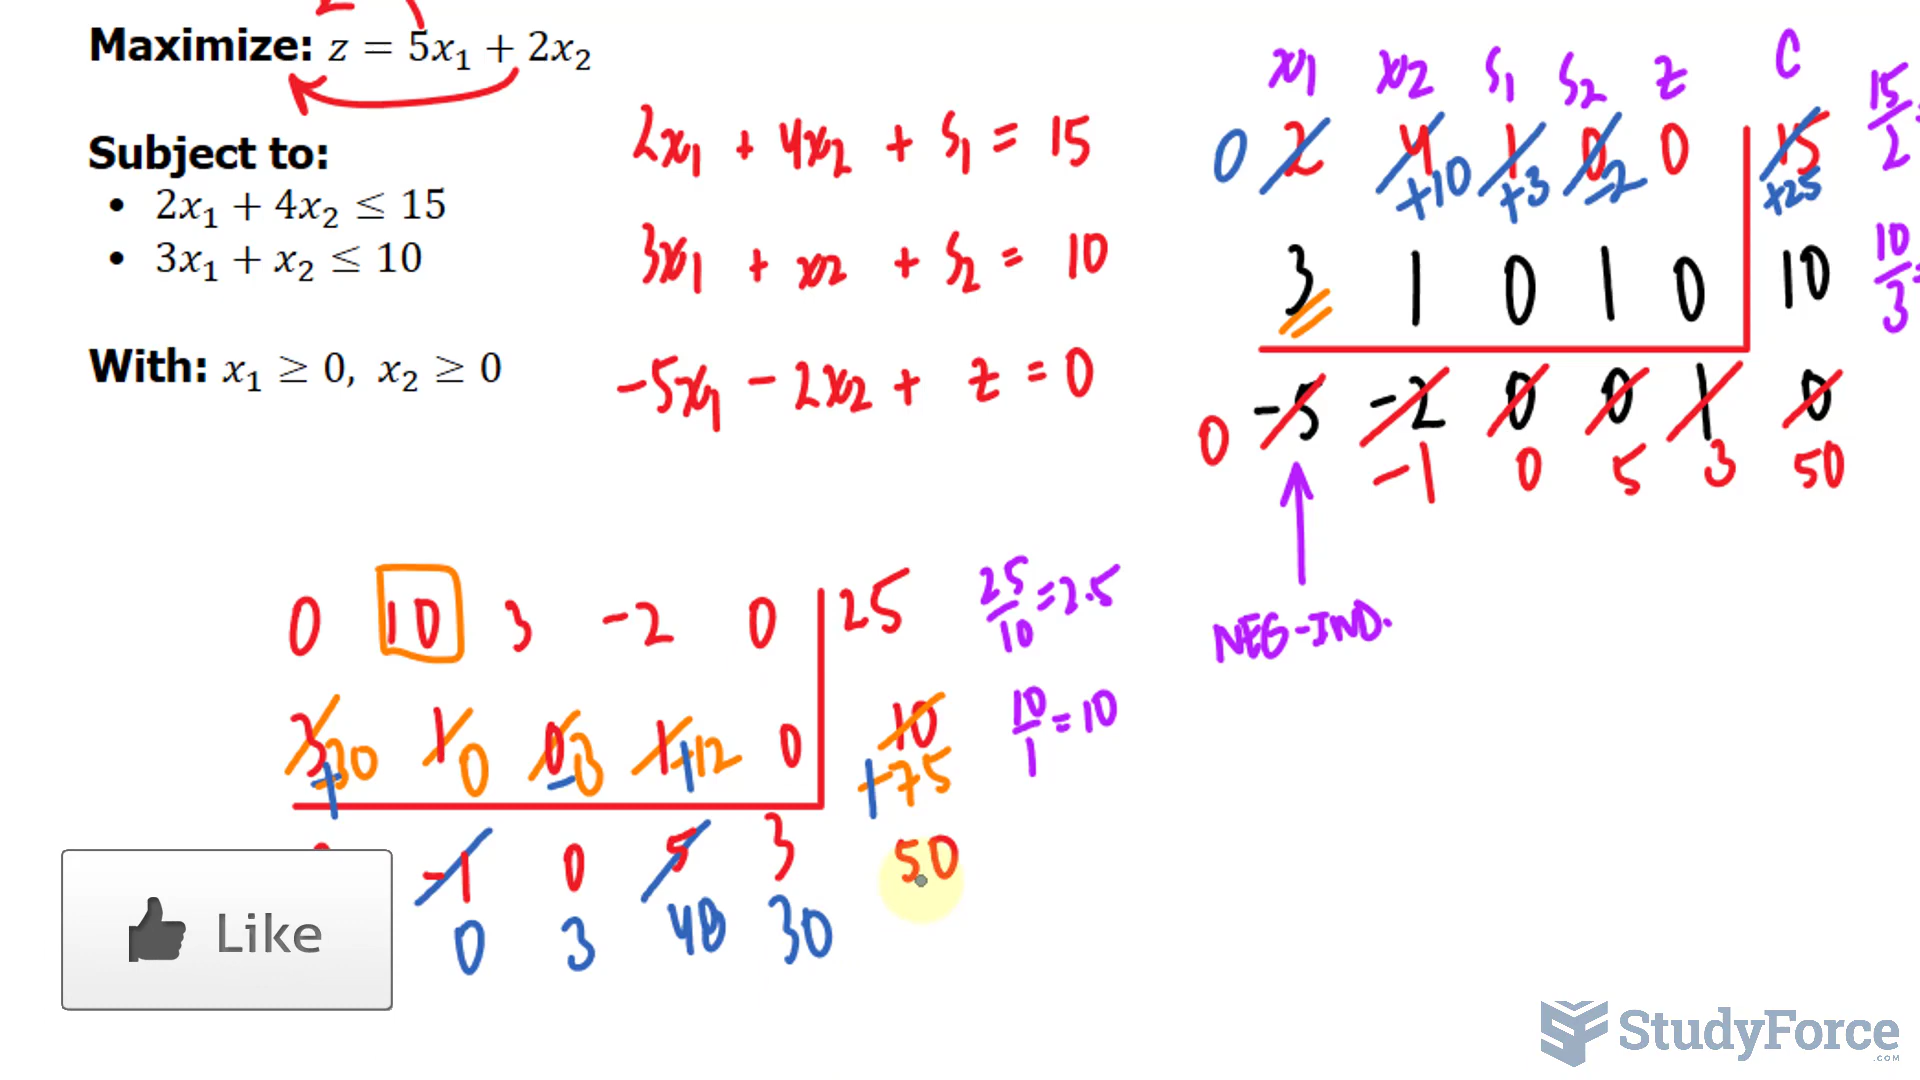 Maximize: z = 5x₁ + 2x₂
Subject to:
• 2x₁ + 4x₂ ≤ 15
• 3x₁ + x₂ ≤ 10
With: x₁ ≥ 0, x₂ ≥ 0
2x1 + 4x2 + S1 = 15
3x1 + x2 + S2 = 10
-5x1 - 2x2 + z = 0
x1 x2 S1 S2 z C
0 2 4 1 0 0 15 15/2
+10 +3 -2 +25
3 1 0 1 0 10 10/3 =
-5 -2 0 0 1 0
0 -1 0 5 3 50
NEG-IND.
0 10 3 -2 0 25 25/10 = 2.5
3 1 0 1 0 10 10/1 = 10
+30 0 -3 +12 +75
-1 0 5 3 50
0 3 48 30
Like
StudyForce
.COM